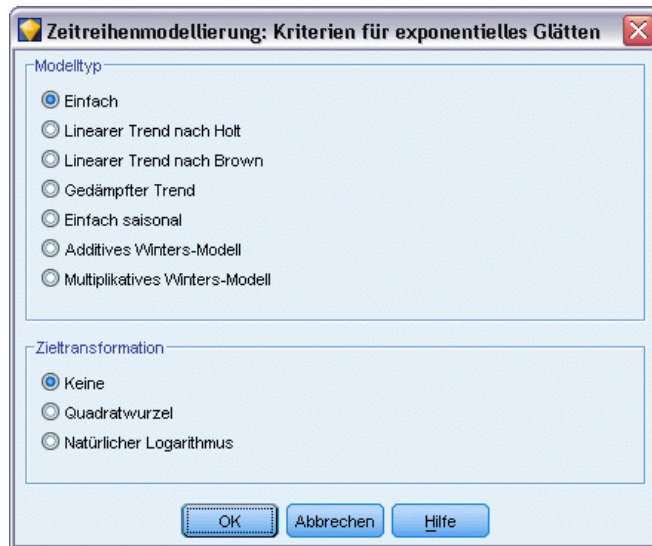 Zeitreihenmodellierung: Kriterien für exponentielles Glätten
Modelltyp
Einfach
Linearer Trend nach Holt
Linearer Trend nach Brown
Gedämpfter Trend
Einfach saisonal
Additives Winters-Modell
Multiplikatives Winters-Modell
Zieltransformation
Keine
Quadratwurzel
Natürlicher Logarithmus
OK Abbrechen Hilfe